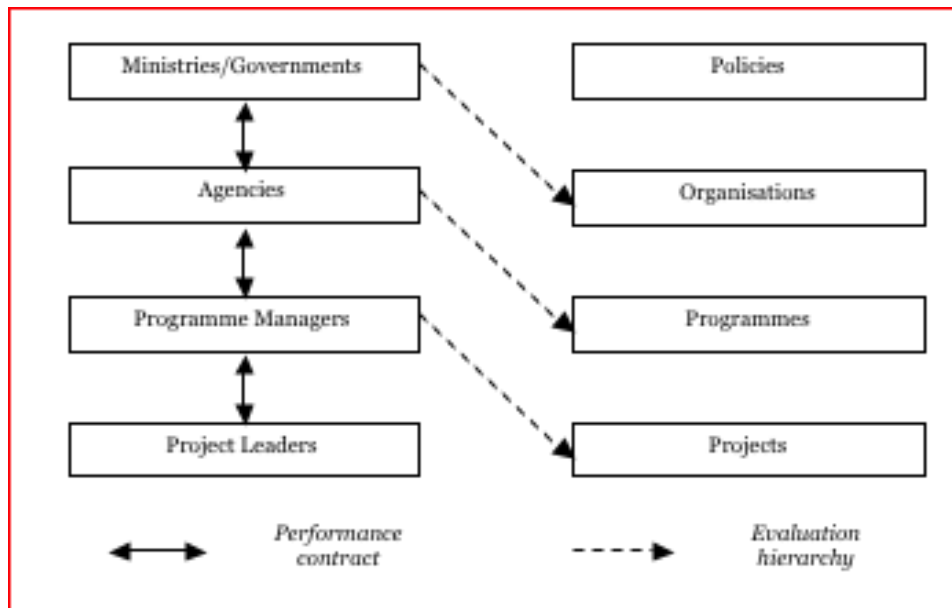 Ministries/Governments
Policies
Agencies
Organisations
Programme Managers
Programmes
Project Leaders
Projects
Performance
contract
Evaluation
hierarchy